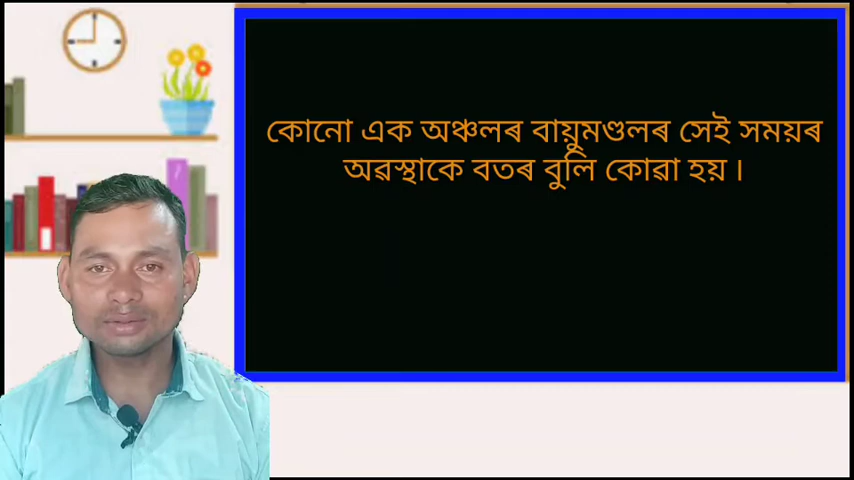 কোনো এক অঞ্চলৰ বায়ুমণ্ডলৰ সেই সময়ৰ
অৱস্থাকে বতৰ বুলি কোৱা হয় ৷